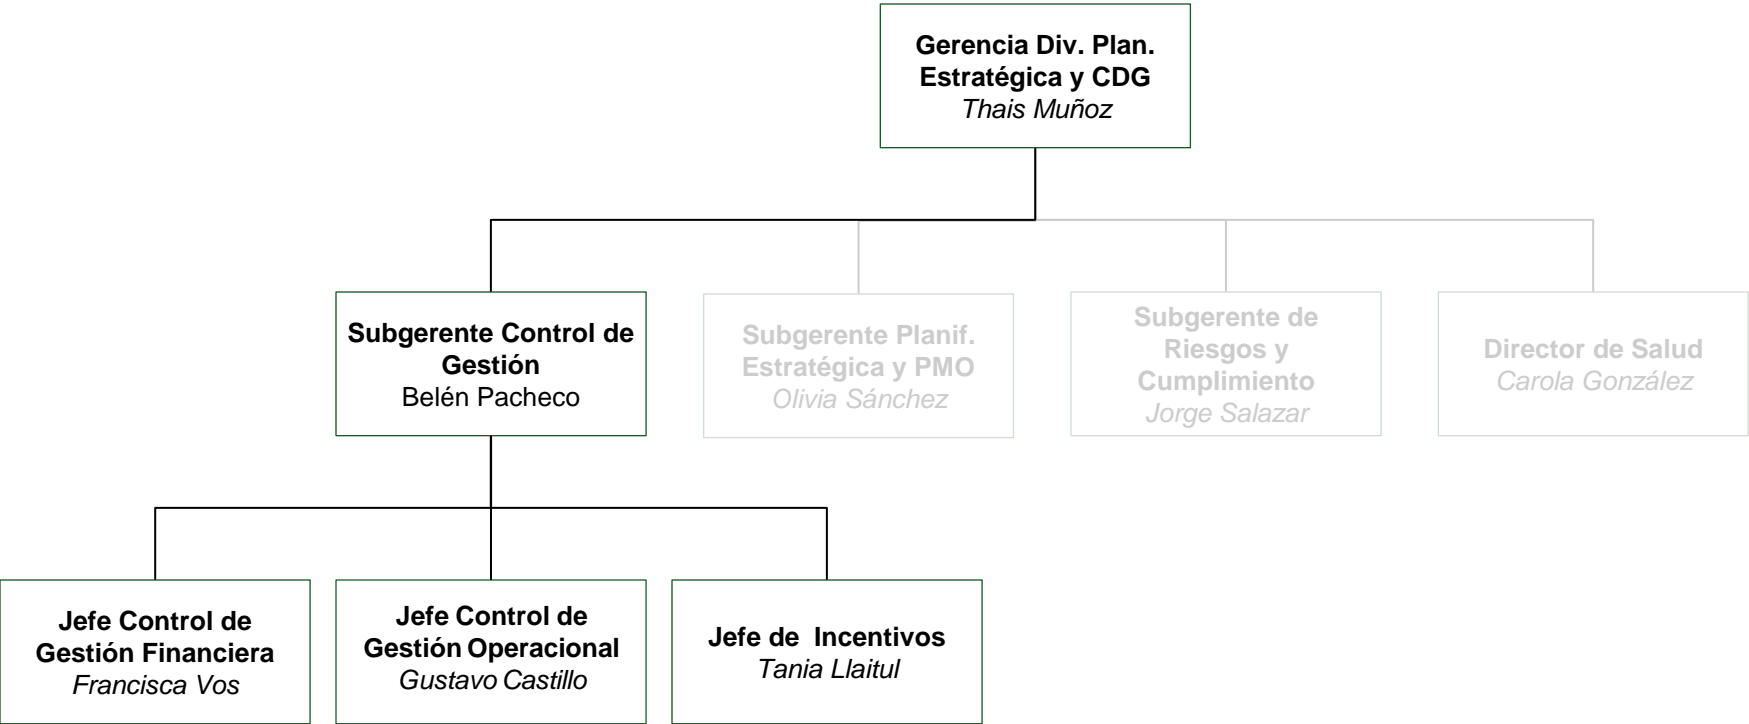 Gerencia Div. Plan.
Estratégica y CDG
Thais Muñoz
Subgerente Control de
Gestión
Belén Pacheco
Subgerente Planif.
Estratégica y PMO
Olivia Sánchez
Subgerente de
Riesgos y
Cumplimiento
Jorge Salazar
Director de Salud
Carola González
Jefe Control de
Gestión Financiera
Francisca Vos
Jefe Control de
Gestión Operacional
Gustavo Castillo
Jefe de  Incentivos
Tania Llaitul